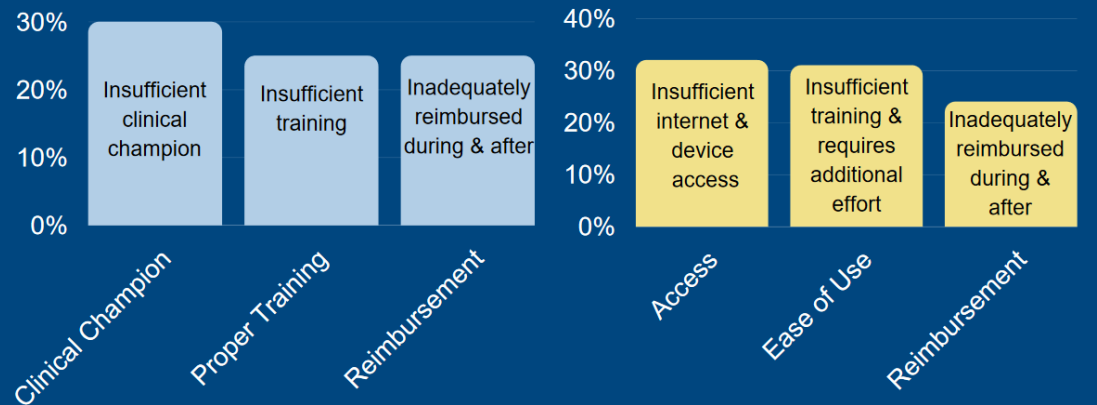 30%
20%
10%
0%
Insufficient
clinical
champion
Insufficient
training
Inadequately
reimbursed
during & after
Clinical Champion
Proper Training
Reimbursement
40%
30%
20%
10%
0%
Insufficient
internet &
device
access
Insufficient
training &
requires
additional
effort
Inadequately
reimbursed
during &
after
Access
Ease of Use
Reimbursement